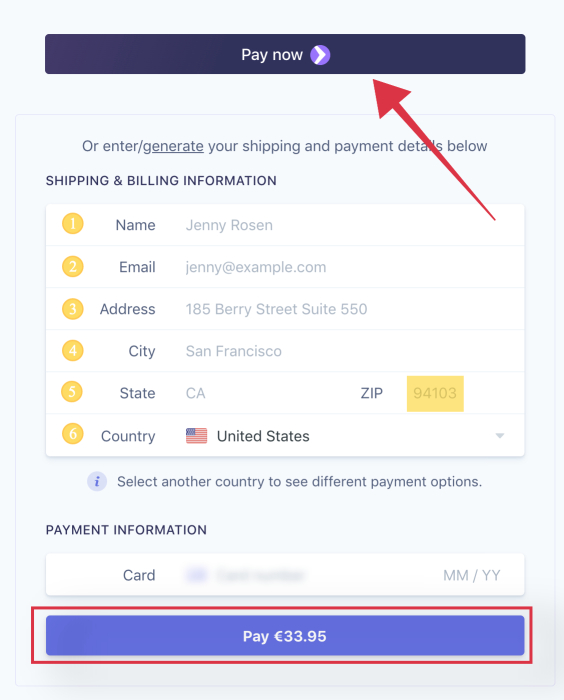 Pay now
Or enter/generate your shipping and payment details below
SHIPPING & BILLING INFORMATION
1 Name Jenny Rosen
2 Email jenny@example.com
3 Address 185 Berry Street Suite 550
4 City San Francisco
5 State CA ZIP 94103
6 Country United States
i Select another country to see different payment options.
PAYMENT INFORMATION
Card MM / YY
Pay €33.95